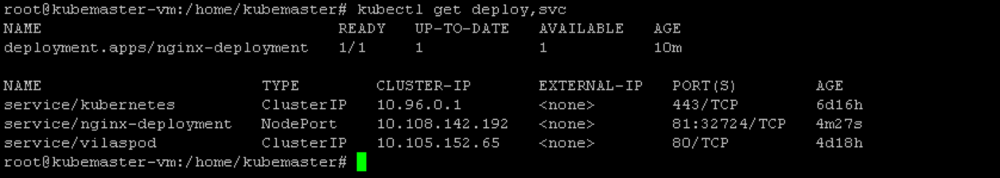 root@kubemaster-vm:/home/kubemaster# kubectl get deploy,svc
NAME READY UP-TO-DATE AVAILABLE AGE
deployment.apps/nginx-deployment 1/1 1 1 10m
NAME TYPE CLUSTER-IP EXTERNAL-IP PORT(S) AGE
service/kubernetes ClusterIP 10.96.0.1 <none> 443/TCP 6d16h
service/nginx-deployment NodePort 10.108.142.192 <none> 81:32724/TCP 4m27s
service/vilaspod ClusterIP 10.105.152.65 <none> 80/TCP 4d18h
root@kubemaster-vm:/home/kubemaster#